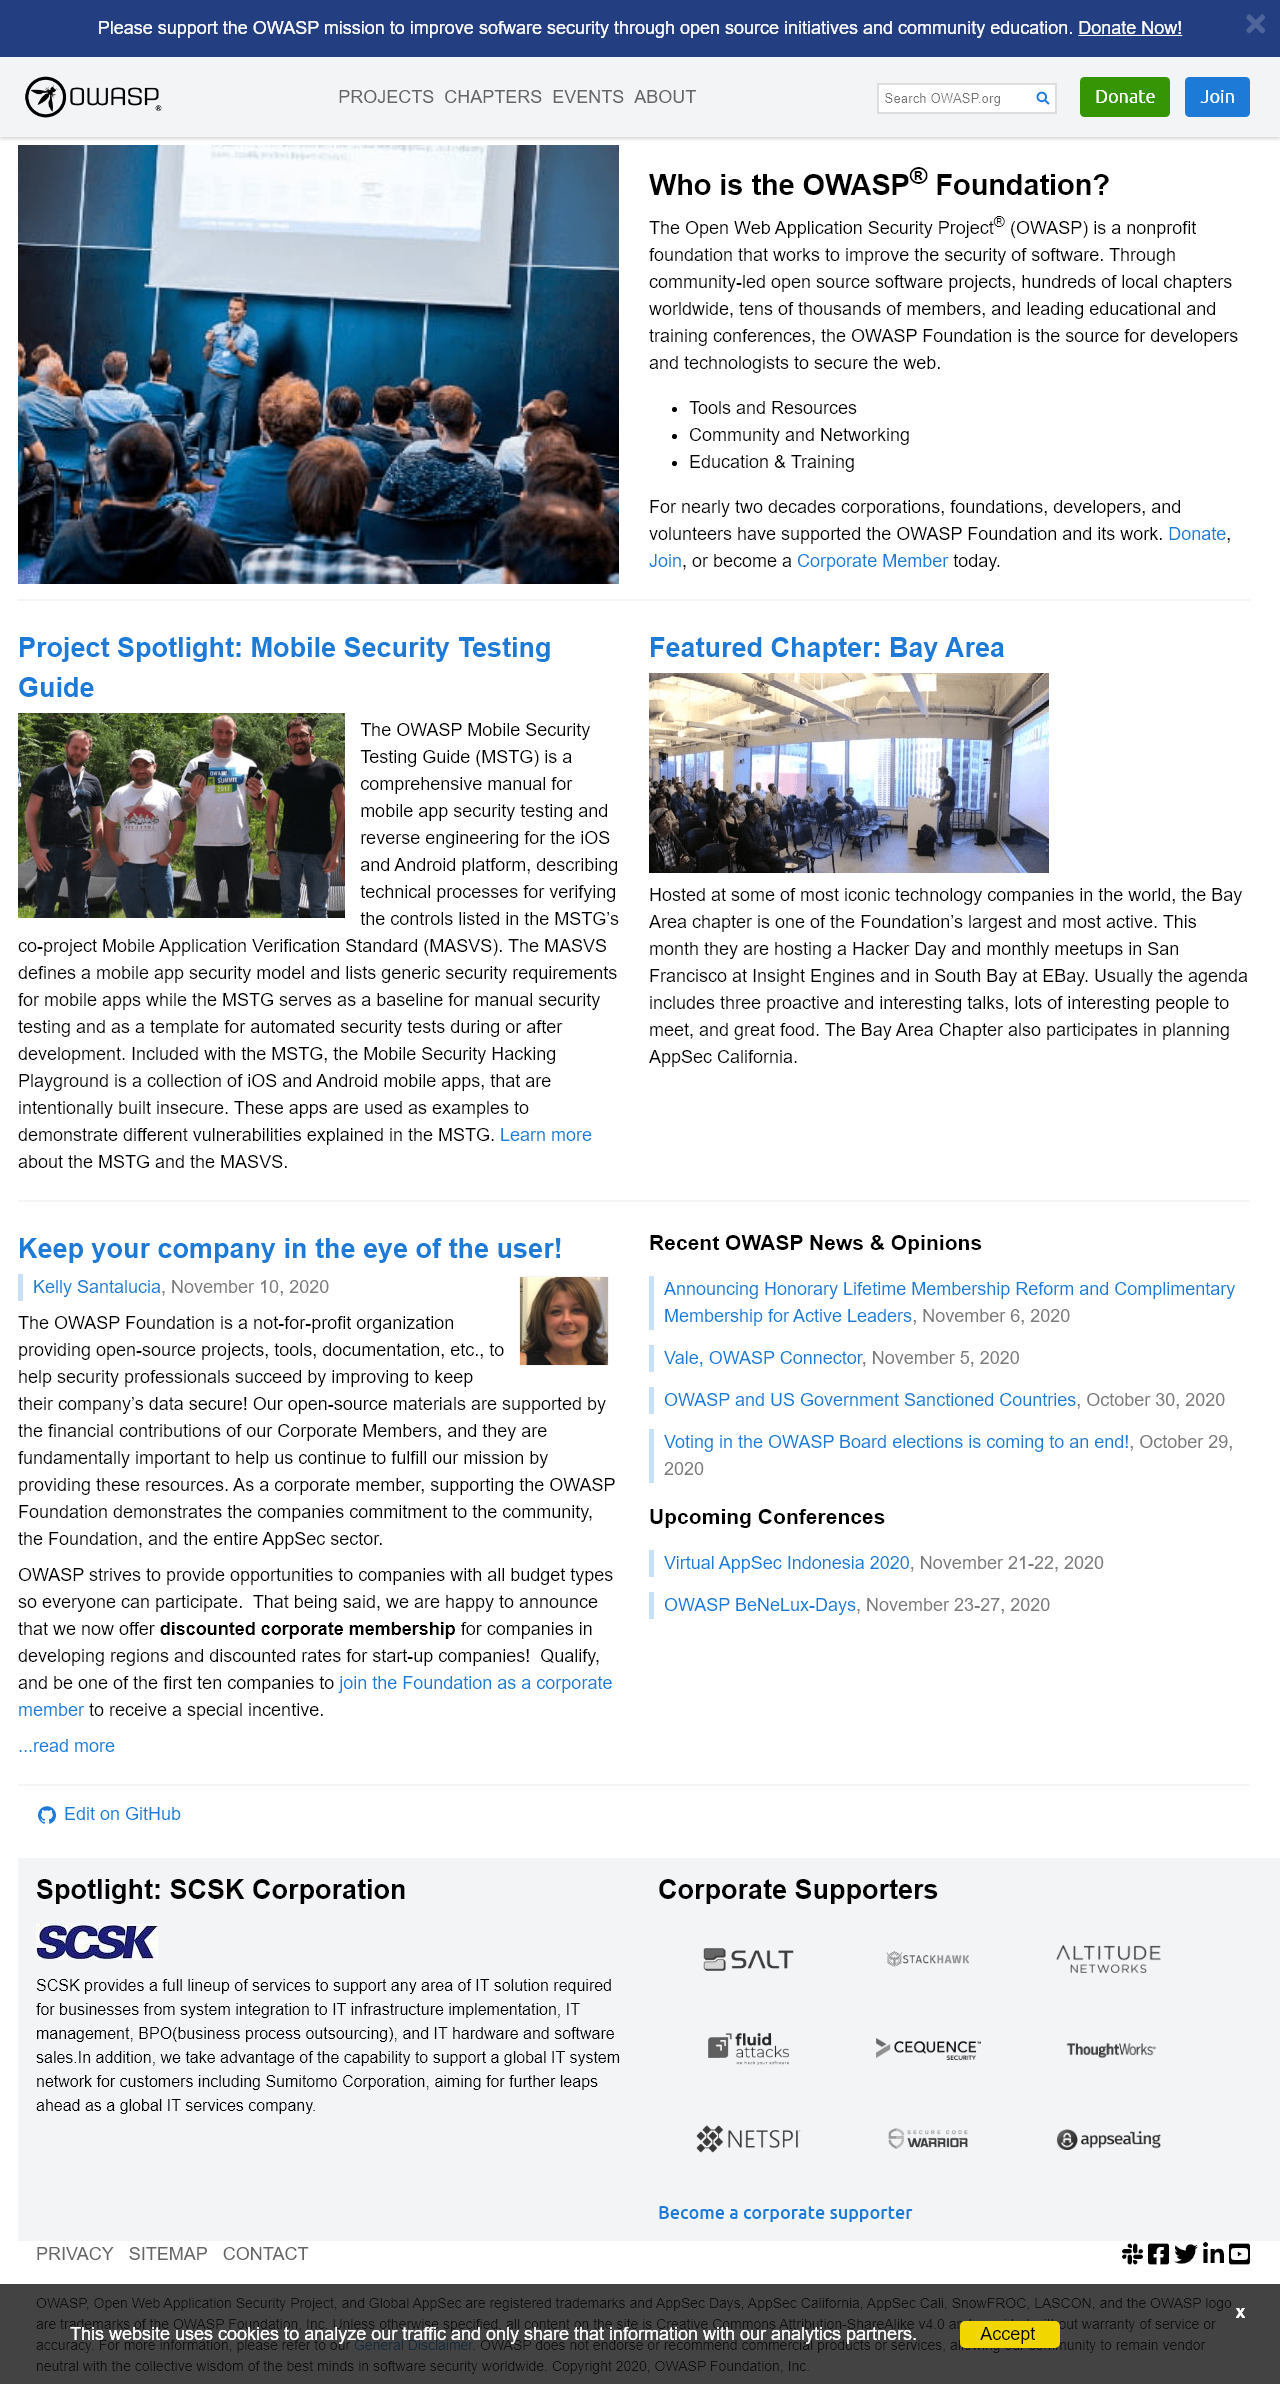 Please support the OWASP mission to improve sofware security through open source initiatives and community education. Donate Now!
OWASP®
PROJECTS CHAPTERS EVENTS ABOUT
Search OWASP.org
Donate
Join
Who is the OWASP® Foundation?
The Open Web Application Security Project® (OWASP) is a nonprofit
foundation that works to improve the security of software. Through
community-led open source software projects, hundreds of local chapters
worldwide, tens of thousands of members, and leading educational and
training conferences, the OWASP Foundation is the source for developers
and technologists to secure the web.
• Tools and Resources
• Community and Networking
• Education & Training
For nearly two decades corporations, foundations, developers, and
volunteers have supported the OWASP Foundation and its work. Donate,
Join, or become a Corporate Member today.
Project Spotlight: Mobile Security Testing
Guide
The OWASP Mobile Security
Testing Guide (MSTG) is a
comprehensive manual for
mobile app security testing and
reverse engineering for the iOS
and Android platform, describing
technical processes for verifying
the controls listed in the MSTG’s
co-project Mobile Application Verification Standard (MASVS). The MASVS
defines a mobile app security model and lists generic security requirements
for mobile apps while the MSTG serves as a baseline for manual security
testing and as a template for automated security tests during or after
development. Included with the MSTG, the Mobile Security Hacking
Playground is a collection of iOS and Android mobile apps, that are
intentionally built insecure. These apps are used as examples to
demonstrate different vulnerabilities explained in the MSTG. Learn more
about the MSTG and the MASVS.
Featured Chapter: Bay Area
Hosted at some of most iconic technology companies in the world, the Bay
Area chapter is one of the Foundation’s largest and most active. This
month they are hosting a Hacker Day and monthly meetups in San
Francisco at Insight Engines and in South Bay at EBay. Usually the agenda
includes three proactive and interesting talks, lots of interesting people to
meet, and great food. The Bay Area Chapter also participates in planning
AppSec California.
Keep your company in the eye of the user!
Kelly Santalucia, November 10, 2020
The OWASP Foundation is a not-for-profit organization
providing open-source projects, tools, documentation, etc., to
help security professionals succeed by improving to keep
their company’s data secure! Our open-source materials are supported by
the financial contributions of our Corporate Members, and they are
fundamentally important to help us continue to fulfill our mission by
providing these resources. As a corporate member, supporting the OWASP
Foundation demonstrates the companies commitment to the community,
the Foundation, and the entire AppSec sector.
OWASP strives to provide opportunities to companies with all budget types
so everyone can participate.  That being said, we are happy to announce
that we now offer discounted corporate membership for companies in
developing regions and discounted rates for start-up companies!  Qualify,
and be one of the first ten companies to join the Foundation as a corporate
member to receive a special incentive.
...read more
Recent OWASP News & Opinions
Announcing Honorary Lifetime Membership Reform and Complimentary
Membership for Active Leaders, November 6, 2020
Vale, OWASP Connector, November 5, 2020
OWASP and US Government Sanctioned Countries, October 30, 2020
Voting in the OWASP Board elections is coming to an end!, October 29,
2020
Upcoming Conferences
Virtual AppSec Indonesia 2020, November 21-22, 2020
OWASP BeNeLux-Days, November 23-27, 2020
Edit on GitHub
Spotlight: SCSK Corporation
SCSK
SCSK provides a full lineup of services to support any area of IT solution required
for businesses from system integration to IT infrastructure implementation, IT
management, BPO(business process outsourcing), and IT hardware and software
sales.In addition, we take advantage of the capability to support a global IT system
network for customers including Sumitomo Corporation, aiming for further leaps
ahead as a global IT services company.
Corporate Supporters
SALT
STACKHAWK
ALTITUDE
NETWORKS
fluid
attacks
we hack your software
CEQUENCE
SECURITY
ThoughtWorks
NETSPI
SECURE CODE
WARRIOR
appsealing
Become a corporate supporter
PRIVACY SITEMAP CONTACT
OWASP, Open Web Application Security Project, and Global AppSec are registered trademarks and AppSec Days, AppSec California, AppSec Cali, SnowFROC, LASCON, and the OWASP logo
are trademarks of the OWASP Foundation, Inc. Unless otherwise specified, all content on the site is Creative Commons Attribution-ShareAlike v4.0 warranty of service or
accuracy. For more information, please refer to our General Disclaimer. OWASP does not endorse or recommend commercial products or services, to remain vendor
neutral with the collective wisdom of the best minds in software security worldwide. Copyright 2020, OWASP Foundation, Inc.
This website uses cookies to analyze our traffic and only share that information with our analytics partners.
Accept
x